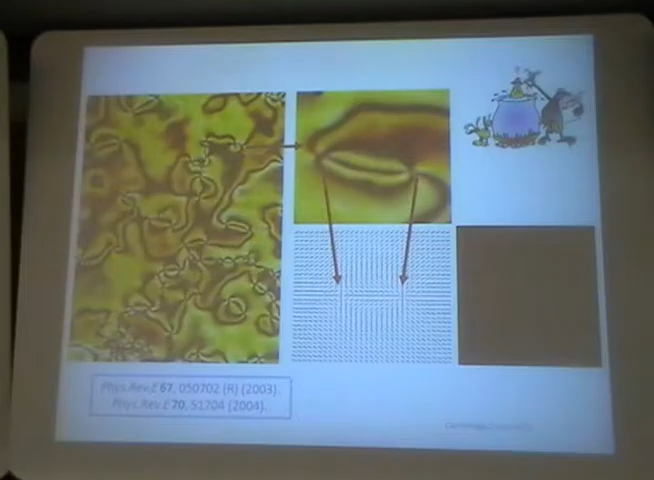 Phys.Rev.E 67, 050702 (R) (2003).
Phys.Rev.E 70, 51704 (2004).